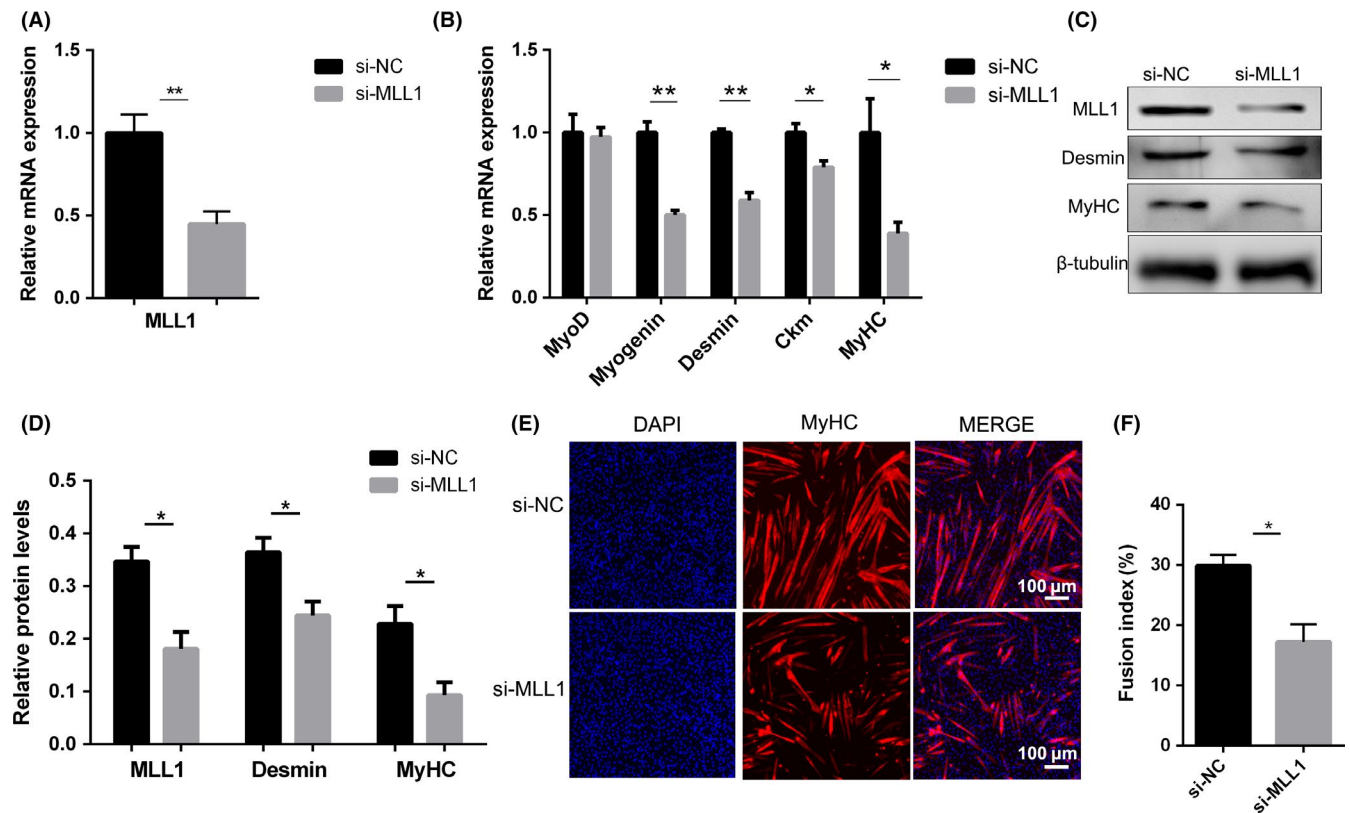 (A)
1.5
1.0
0.5
0.0
Relative mRNA expression
**
MLL1
si-NC
si-MLL1
(B)
1.5
1.0
0.5
0.0
Relative mRNA expression
**
**
*
*
MyoD
Myogenin
Desmin
Ckm
MyHC
si-NC
si-MLL1
(C)
si-NC si-MLL1
MLL1
Desmin
MyHC
β-tubulin
(D)
si-NC
si-MLL1
0.5
0.4
0.3
0.2
0.1
0.0
Relative protein levels
*
*
*
MLL1 Desmin MyHC
(E)
DAPI MyHC MERGE
si-NC
100 μm
si-MLL1
100 μm
(F)
40
30
20
10
0
Fusion index (%)
*
si-NC
si-MLL1